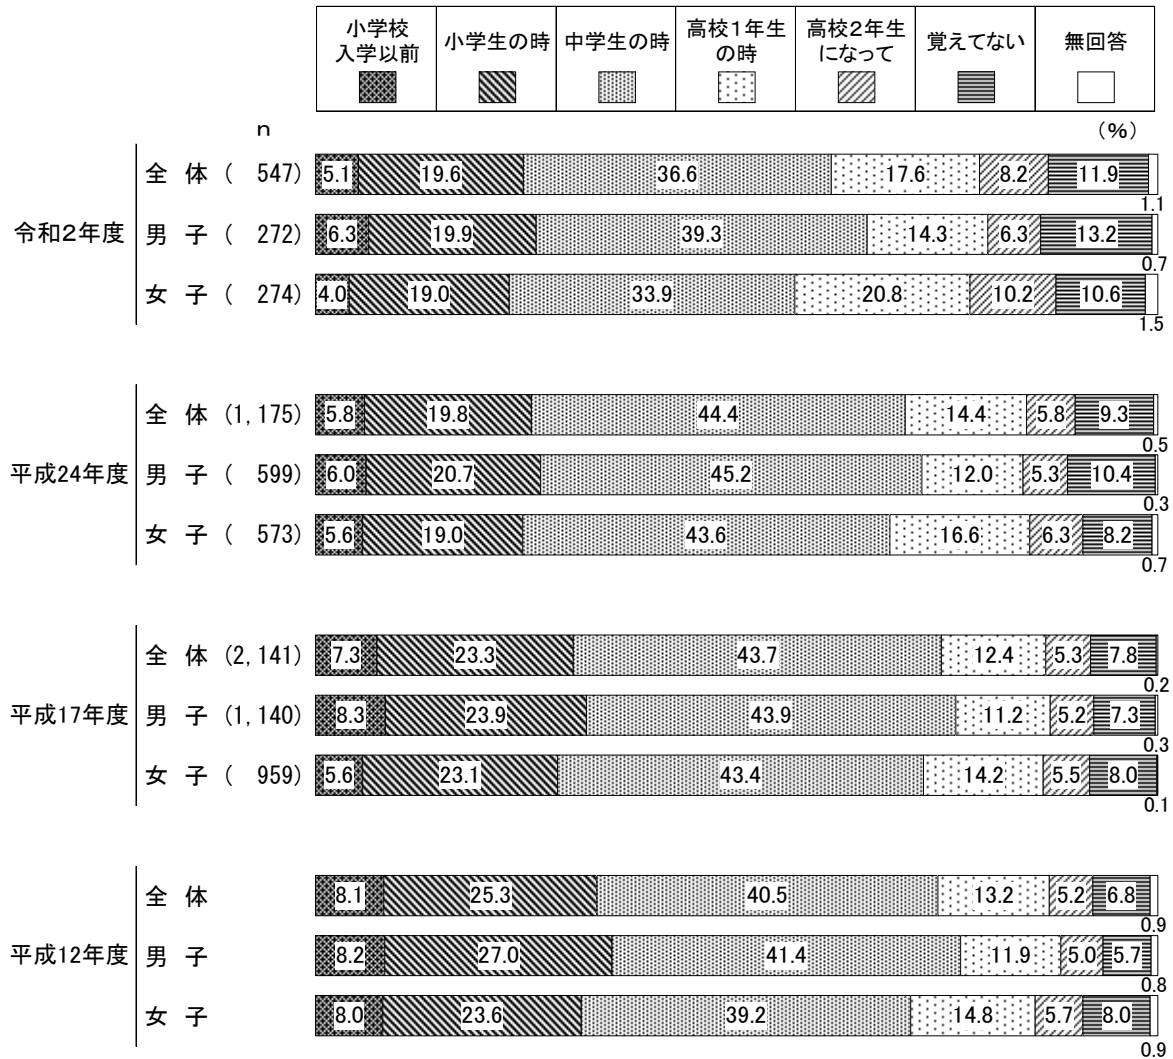 小学校
入学以前
小学生の時
中学生の時
高校1年生
の時
高校2年生
になって
覚えてない
無回答
n
(%)
令和2年度
全 体 ( 547) 5.1 19.6 36.6 17.6 8.2 11.9 1.1
男 子 ( 272) 6.3 19.9 39.3 14.3 6.3 13.2 0.7
女 子 ( 274) 4.0 19.0 33.9 20.8 10.2 10.6 1.5
平成24年度
全 体 (1,175) 5.8 19.8 44.4 14.4 5.8 9.3 0.5
男 子 ( 599) 6.0 20.7 45.2 12.0 5.3 10.4 0.3
女 子 ( 573) 5.6 19.0 43.6 16.6 6.3 8.2 0.7
平成17年度
全 体 (2,141) 7.3 23.3 43.7 12.4 5.3 7.8 0.2
男 子 (1,140) 8.3 23.9 43.9 11.2 5.2 7.3 0.3
女 子 ( 959) 5.6 23.1 43.4 14.2 5.5 8.0 0.1
平成12年度
全 体 8.1 25.3 40.5 13.2 5.2 6.8 0.9
男 子 8.2 27.0 41.4 11.9 5.0 5.7 0.8
女 子 8.0 23.6 39.2 14.8 5.7 8.0 0.9